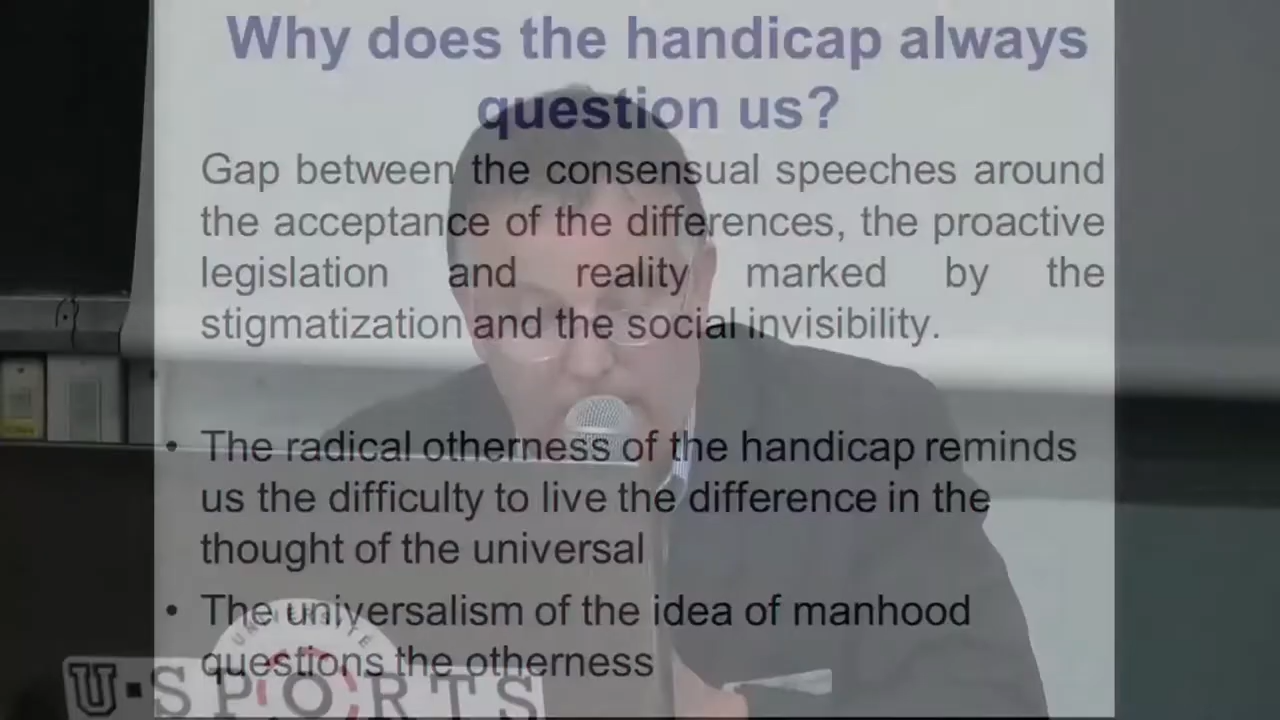 Why does the handicap always
question us?
Gap between the consensual speeches around
the acceptance of the differences, the proactive
legislation and reality marked by the
stigmatization and the social invisibility.
• The radical otherness of the handicap reminds
us the difficulty to live the difference in the
thought of the universal
• The universalism of the idea of manhood
questions the otherness
UNIVERSITÉ
U·SPORTS